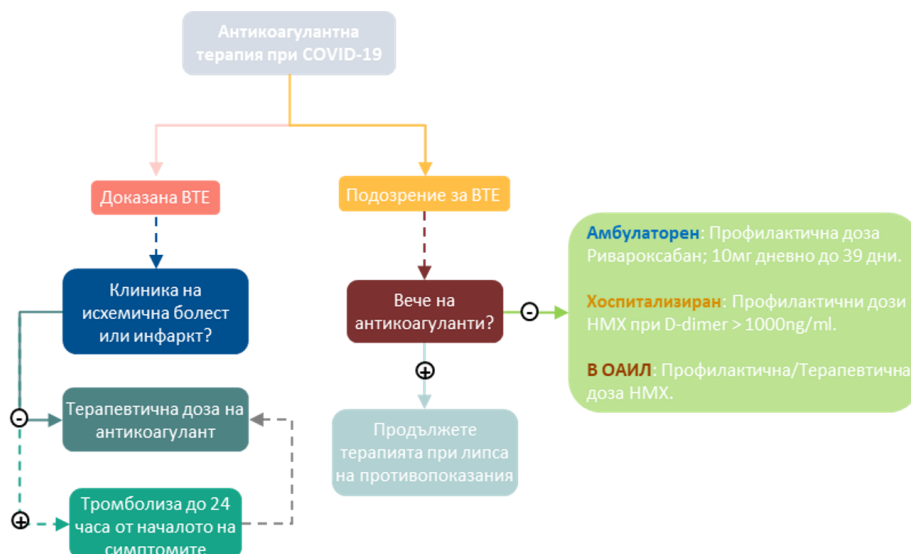 Антикоагулантна
терапия при COVID-19
Доказана ВТЕ
Подозрение за ВТЕ
Клиника на
исхемична болест
или инфаркт?
Вече на
антикоагуланти?
Амбулаторен: Профилактична доза
Ривароксабан; 10мг дневно до 39 дни.
Хоспитализиран: Профилактични дози
НМХ при D-dimer > 1000ng/ml.
В ОАИЛ: Профилактична/Терапевтична
доза НМХ.
-
+
-
+
Терапевтична доза на
антикоагулант
Продължете
терапията при липса
на противопоказания
Тромболиза до 24
часа от началото на
симптомите